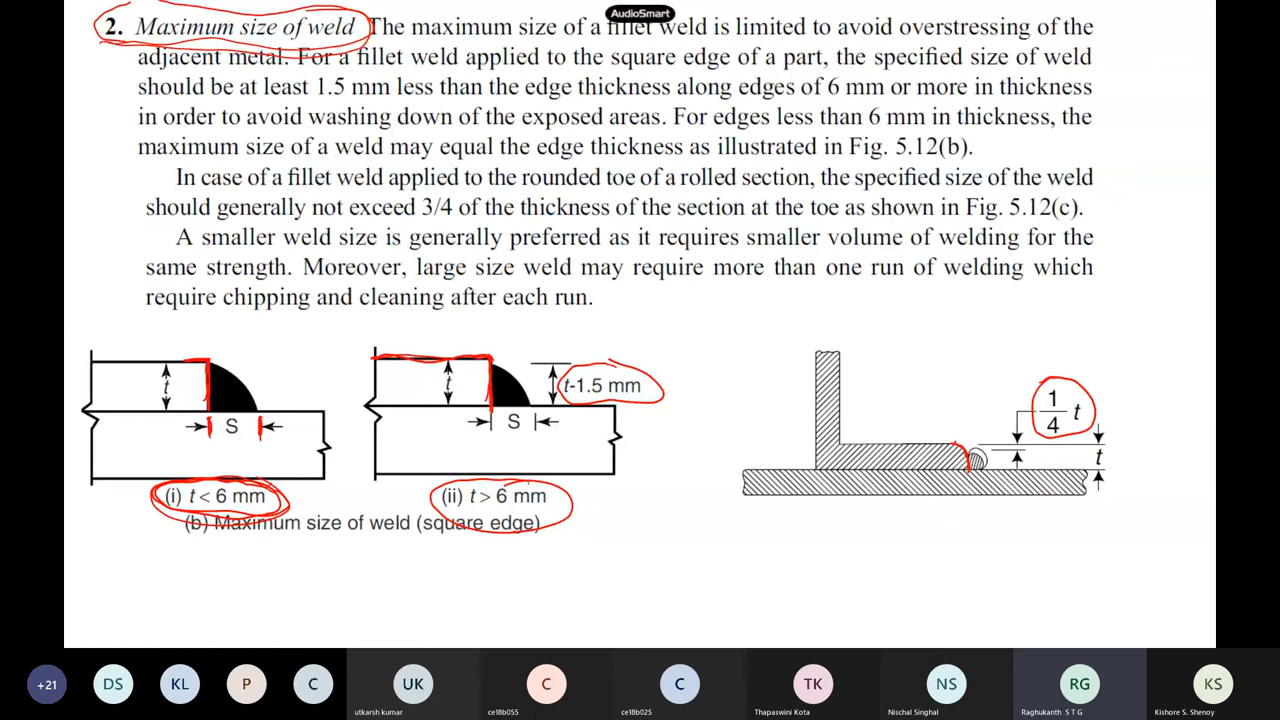 AudioSmart
2. Maximum size of weld The maximum size of a fillet weld is limited to avoid overstressing of the
adjacent metal. For a fillet weld applied to the square edge of a part, the specified size of weld
should be at least 1.5 mm less than the edge thickness along edges of 6 mm or more in thickness
in order to avoid washing down of the exposed areas. For edges less than 6 mm in thickness, the
maximum size of a weld may equal the edge thickness as illustrated in Fig. 5.12(b).
In case of a fillet weld applied to the rounded toe of a rolled section, the specified size of the weld
should generally not exceed 3/4 of the thickness of the section at the toe as shown in Fig. 5.12(c).
A smaller weld size is generally preferred as it requires smaller volume of welding for the
same strength. Moreover, large size weld may require more than one run of welding which
require chipping and cleaning after each run.
t
S
(i) t < 6 mm
t
t-1.5 mm
S
(ii) t > 6 mm
(b) Maximum size of weld (square edge)
1
4
t
t
+21
DS
KL
P
C
UK
utkarsh kumar
C
ce18b055
C
ce18b025
TK
Thapaswini Kota
NS
Nischal Singhal
RG
Raghukanth S T G
KS
Kishore S. Shenoy